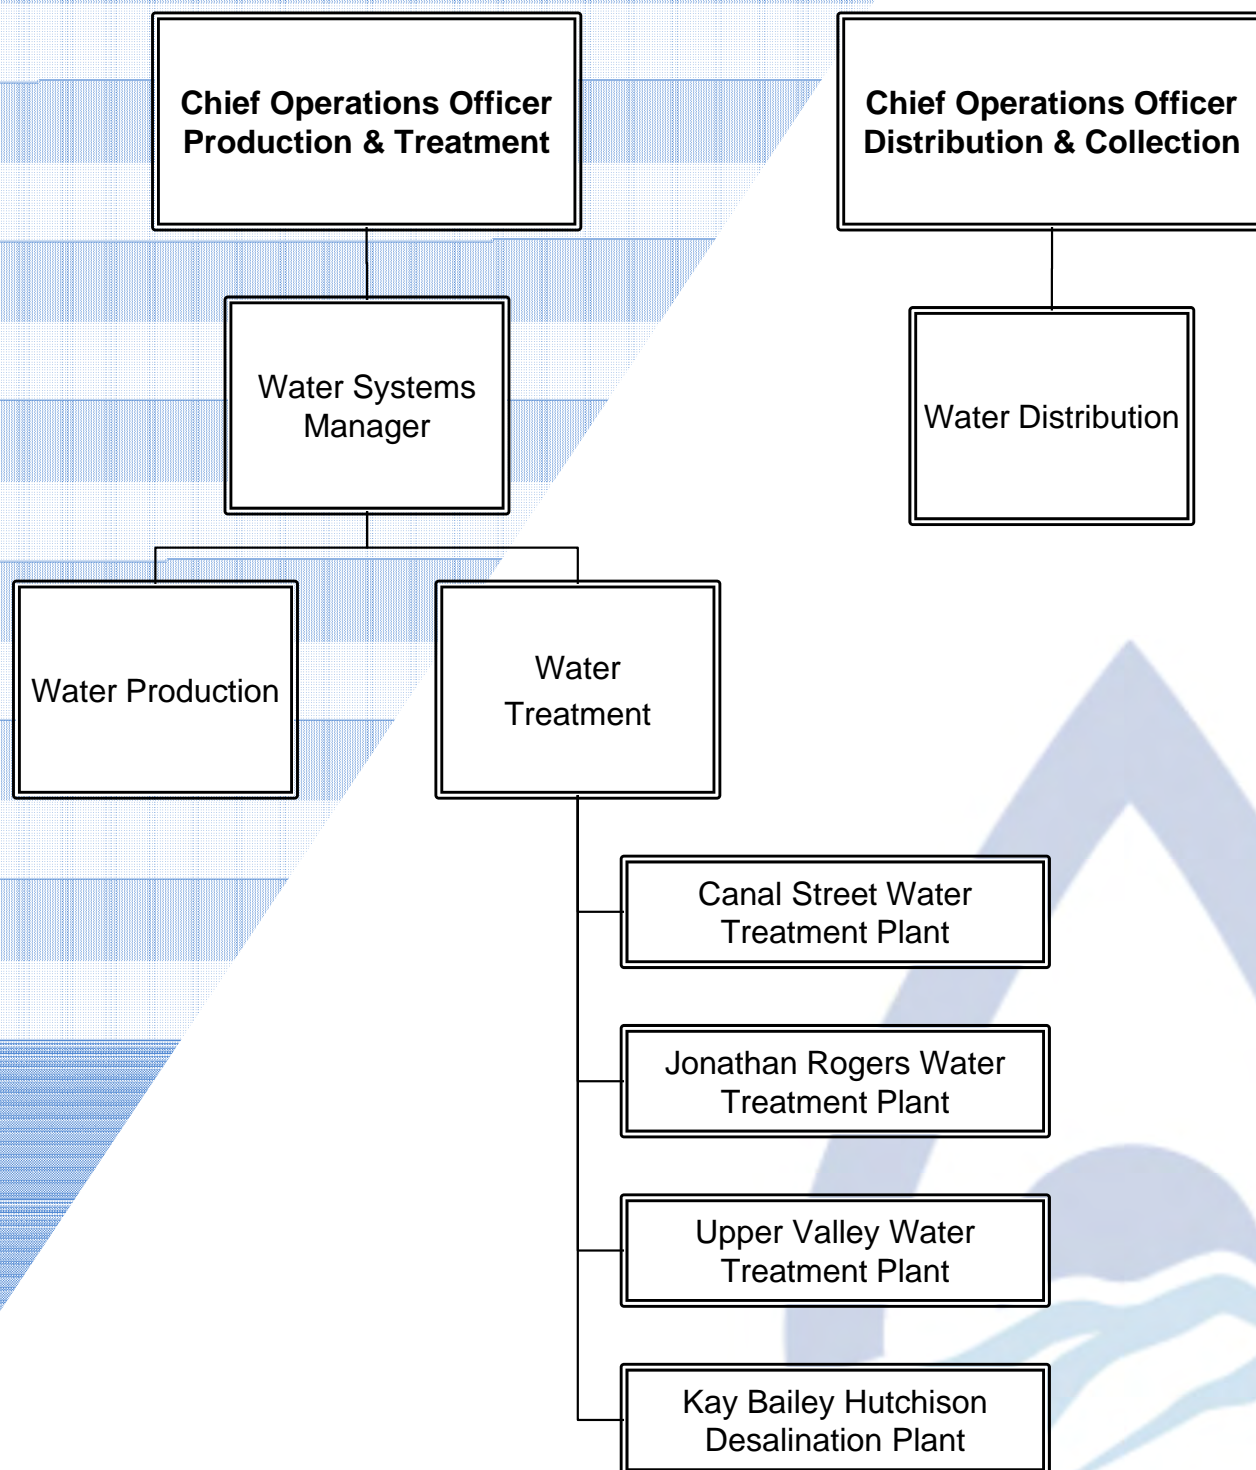 Chief Operations Officer
Production & Treatment
Chief Operations Officer
Distribution & Collection
Water Systems
Manager
Water Distribution
Water Production
Water
Treatment
Canal Street Water
Treatment Plant
Jonathan Rogers Water
Treatment Plant
Upper Valley Water
Treatment Plant
Kay Bailey Hutchison
Desalination Plant